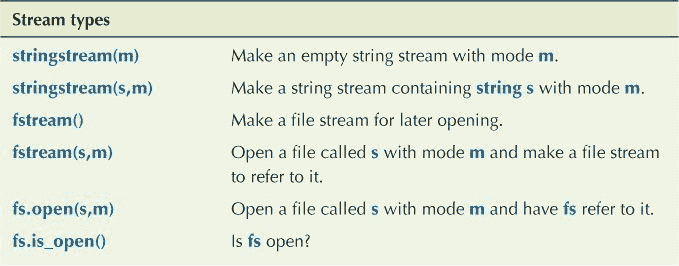 Stream types
stringstream(m) Make an empty string stream with mode m.
stringstream(s,m) Make a string stream containing string s with mode m.
fstream() Make a file stream for later opening.
fstream(s,m) Open a file called s with mode m and make a file stream
to refer to it.
fs.open(s,m) Open a file called s with mode m and have fs refer to it.
fs.is_open() Is fs open?